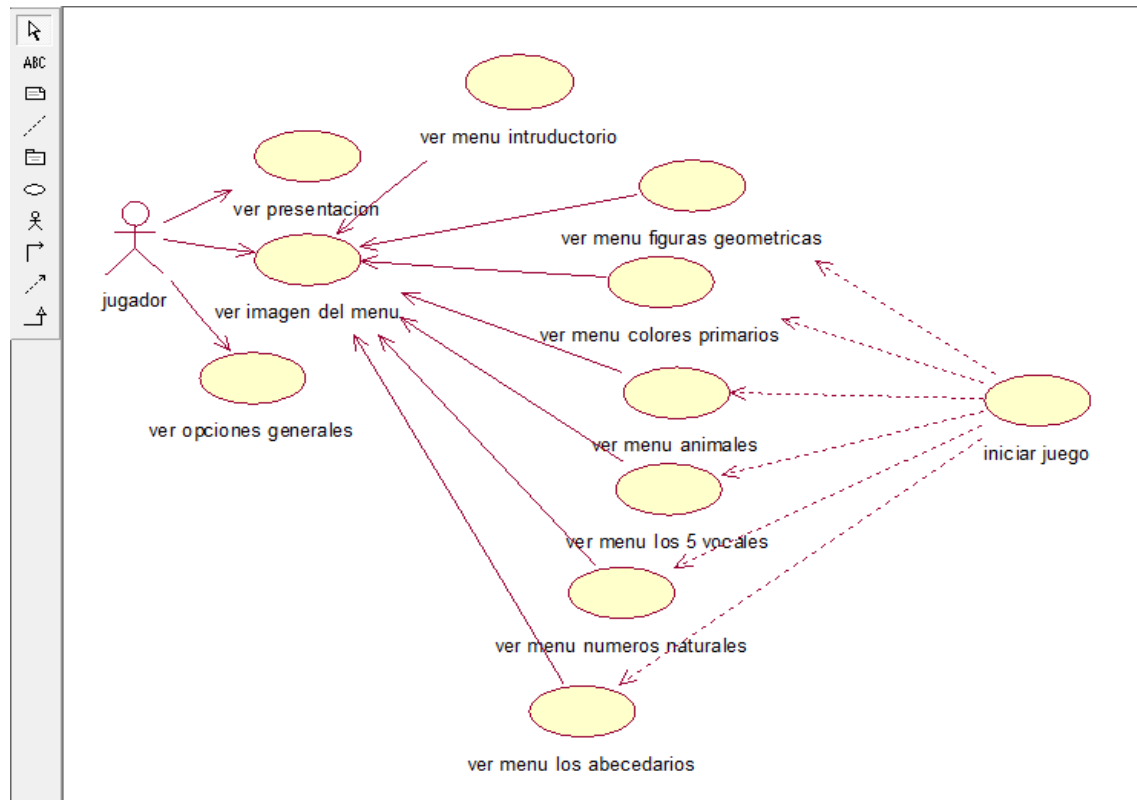 ABC
ver menu intruductorio
ver presentacion
ver menu figuras geometricas
jugador
ver imagen del menu
ver menu colores primarios
ver opciones generales
ver menu animales
iniciar juego
ver menu los 5 vocales
ver menu numeros naturales
ver menu los abecedarios